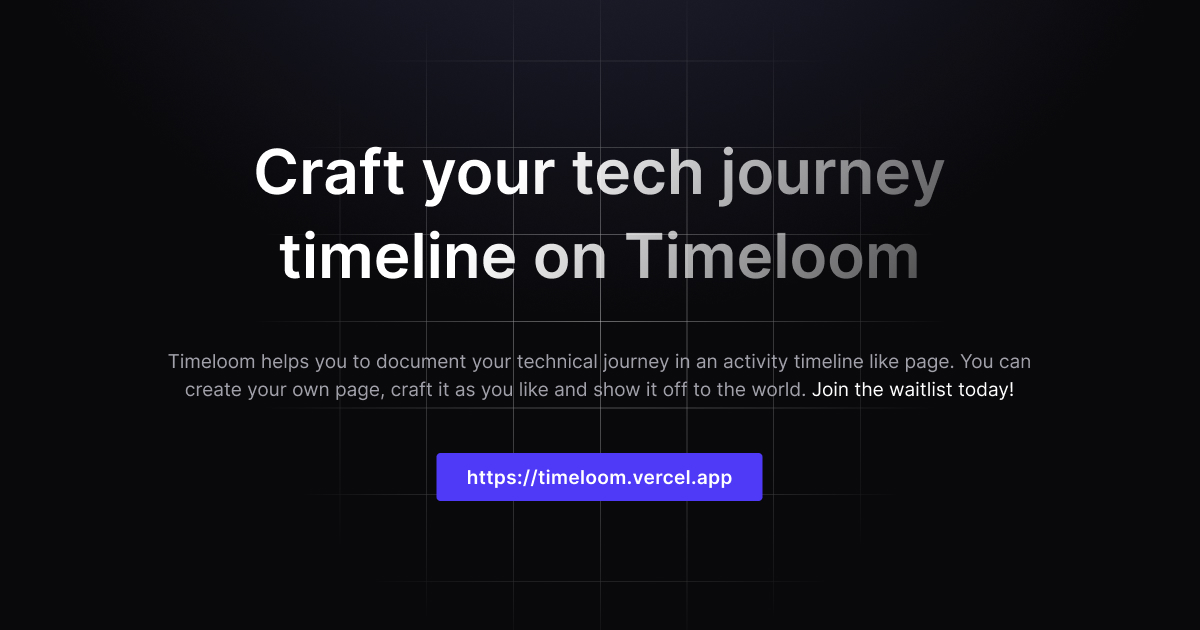 Craft your tech journey
timeline on Timeloom
Timeloom helps you to document your technical journey in an activity timeline like page. You can
create your own page, craft it as you like and show it off to the world. Join the waitlist today!
https://timeloom.vercel.app